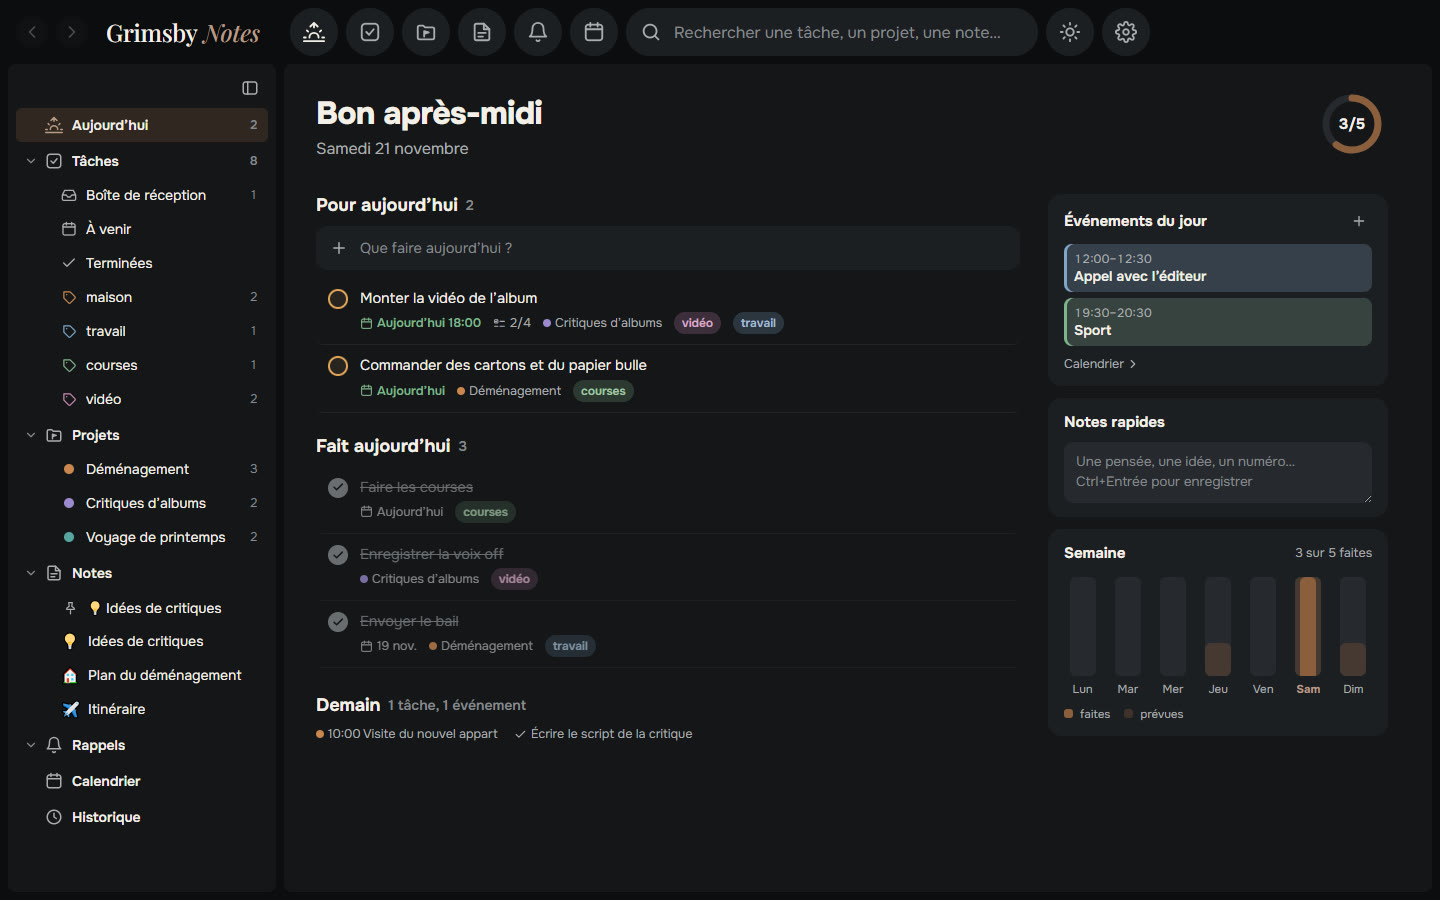 Grimsby Notes
Rechercher une tâche, un projet, une note...
Aujourd'hui 2
Tâches 8
Boîte de réception 1
À venir
Terminées
maison 2
travail 1
courses 1
vidéo 2
Projets
Déménagement 3
Critiques d'albums 2
Voyage de printemps 2
Notes
Idées de critiques
Idées de critiques
Plan du déménagement
Itinéraire
Rappels
Calendrier
Historique
Bon après-midi
Samedi 21 novembre
3/5
Pour aujourd'hui 2
Que faire aujourd'hui ?
Monter la vidéo de l'album
Aujourd'hui 18:00 2/4 Critiques d'albums vidéo travail
Commander des cartons et du papier bulle
Aujourd'hui Déménagement courses
Fait aujourd'hui 3
Faire les courses
Aujourd'hui courses
Enregistrer la voix off
Critiques d'albums vidéo
Envoyer le bail
19 nov. Déménagement travail
Demain 1 tâche, 1 événement
10:00 Visite du nouvel appart Écrire le script de la critique
Événements du jour
12:00–12:30
Appel avec l'éditeur
19:30–20:30
Sport
Calendrier
Notes rapides
Une pensée, une idée, un numéro...
Ctrl+Entrée pour enregistrer
Semaine 3 sur 5 faites
Lun Mar Mer Jeu Ven Sam Dim
faites prévues